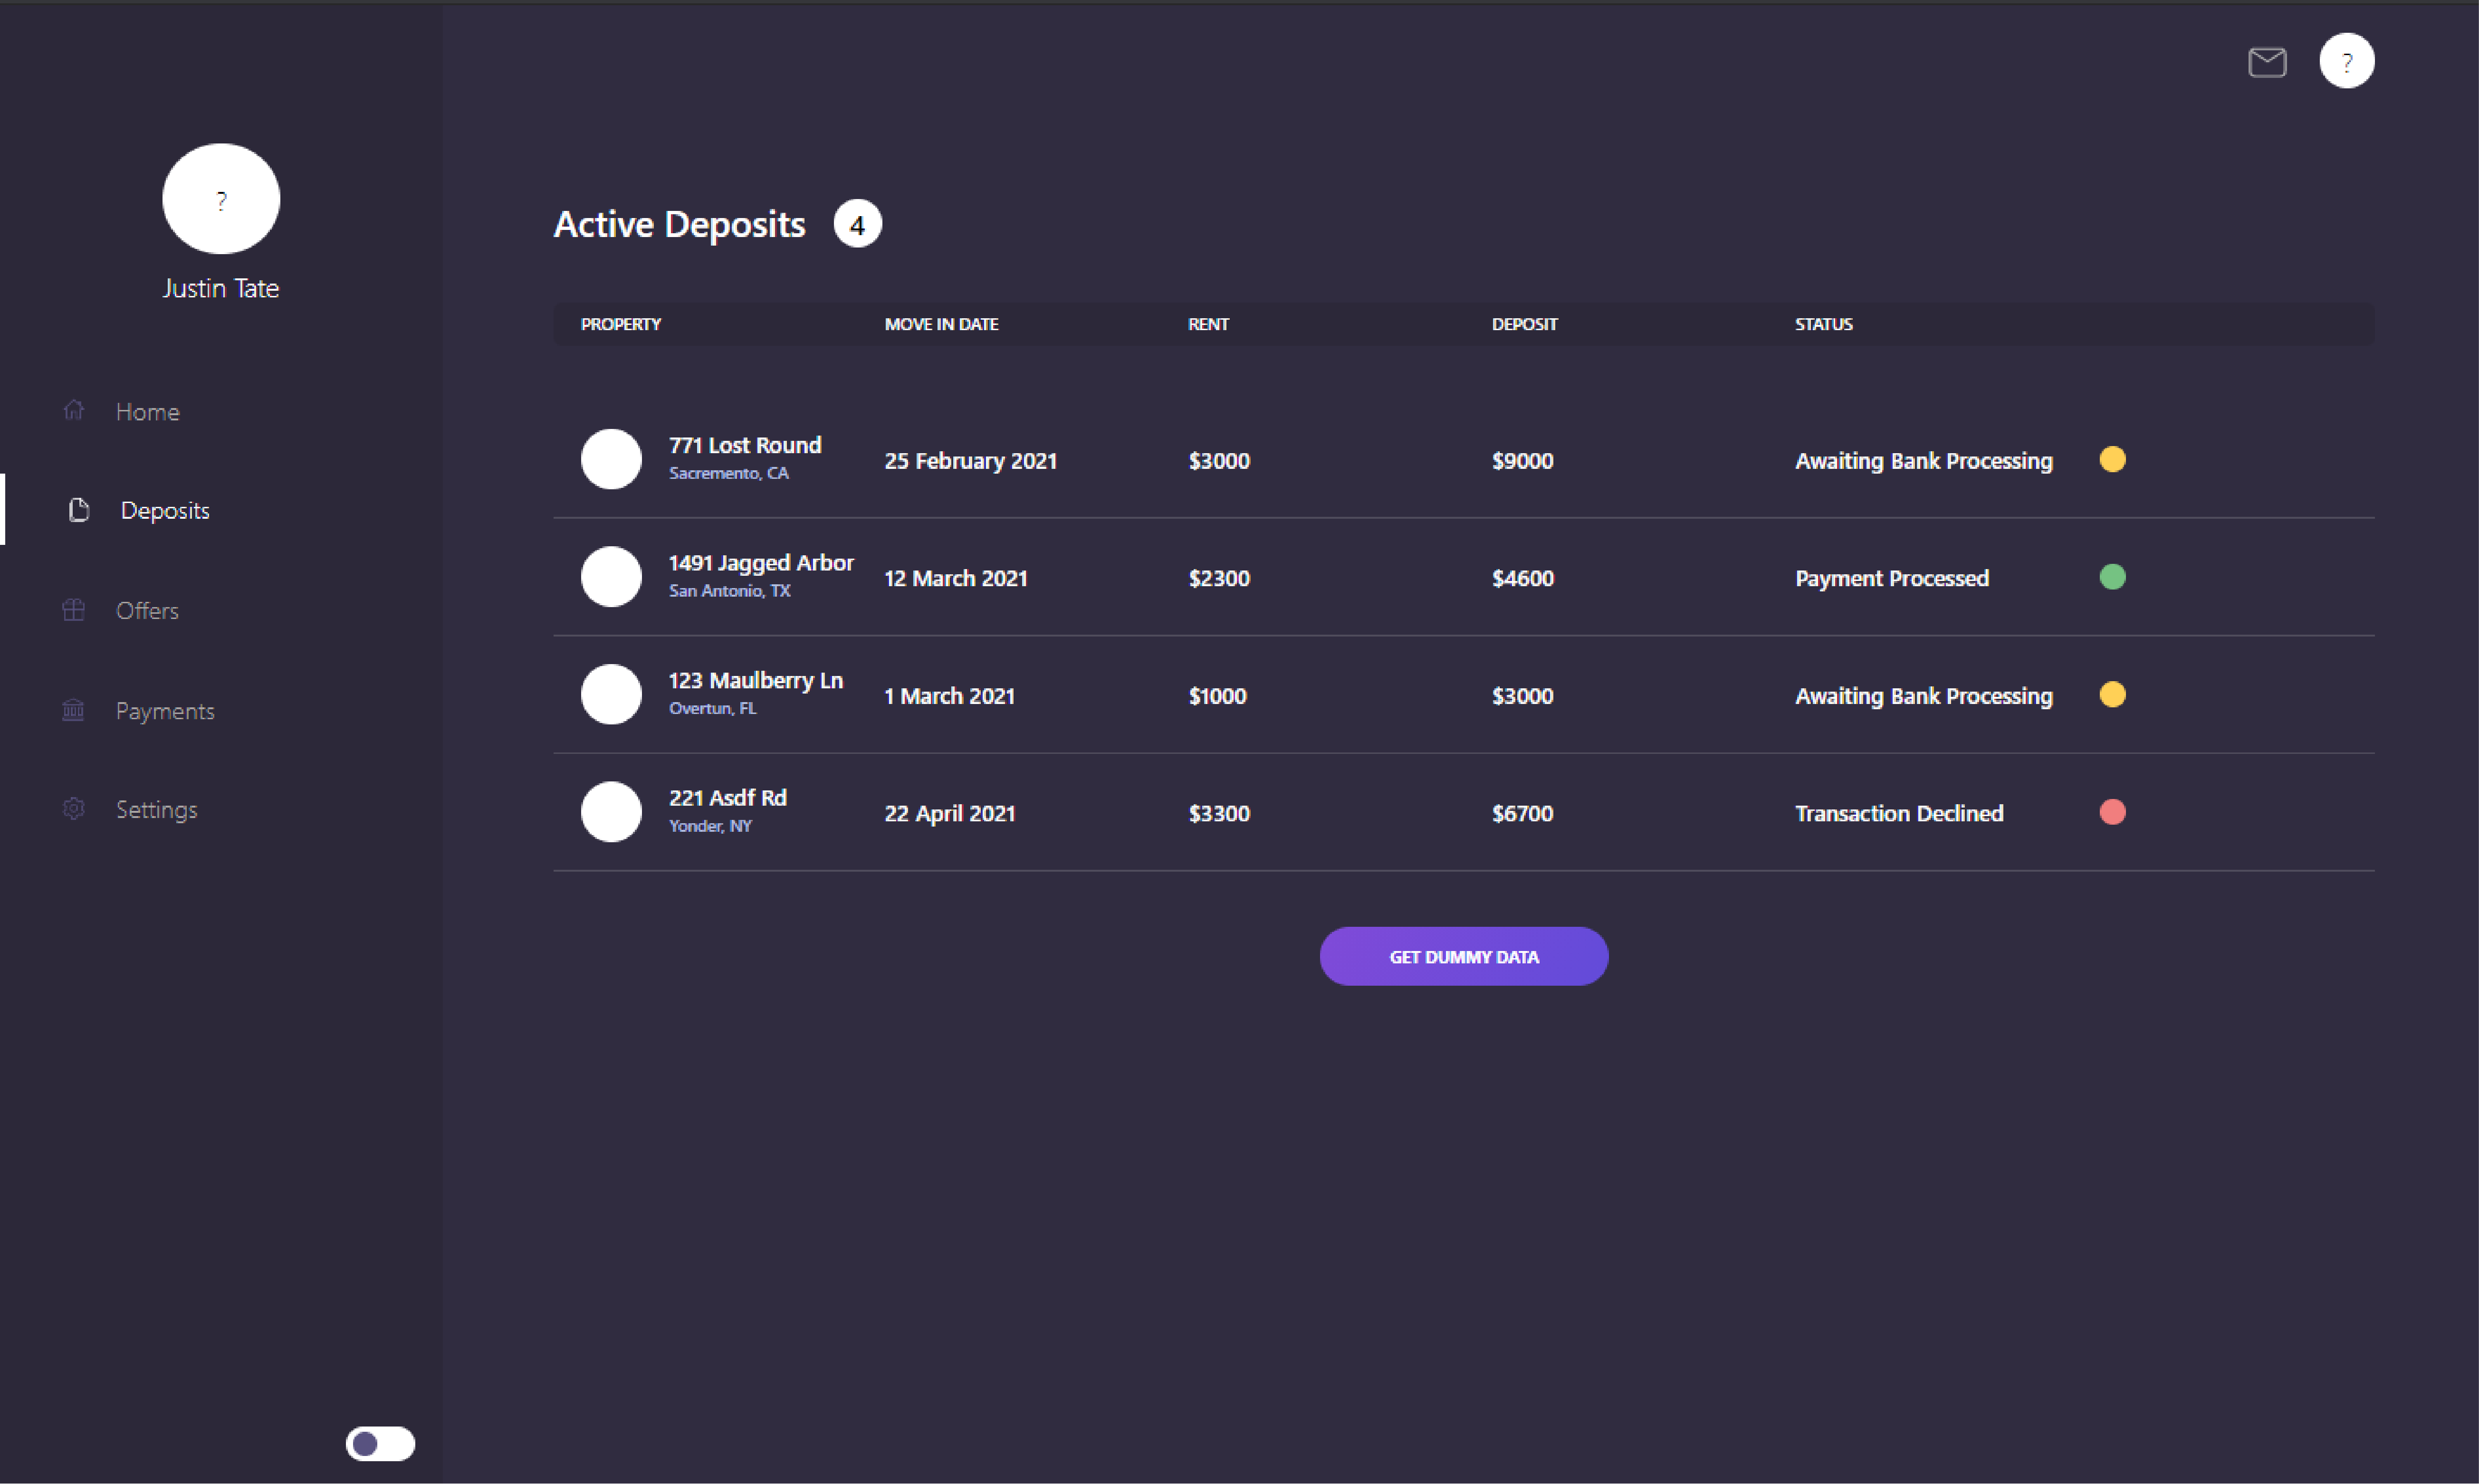 ?
?
Justin Tate
Home
Deposits
Offers
Payments
Settings
Active Deposits 4
PROPERTY MOVE IN DATE RENT DEPOSIT STATUS
771 Lost Round
Sacremento, CA
25 February 2021 $3000 $9000 Awaiting Bank Processing
1491 Jagged Arbor
San Antonio, TX
12 March 2021 $2300 $4600 Payment Processed
123 Maulberry Ln
Overtun, FL
1 March 2021 $1000 $3000 Awaiting Bank Processing
221 Asdf Rd
Yonder, NY
22 April 2021 $3300 $6700 Transaction Declined
GET DUMMY DATA